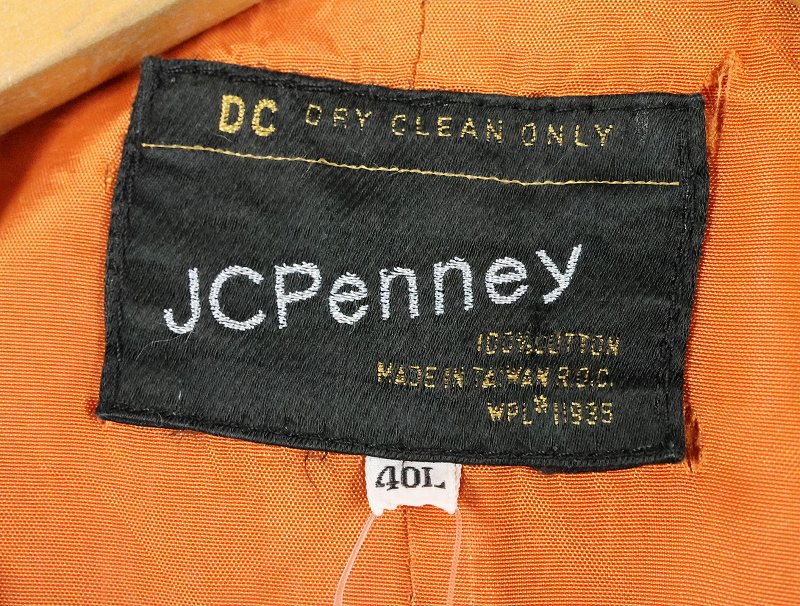 DC DRY CLEAN ONLY
JCPenney
100% COTTON
MADE IN TAIWAN R.O.C.
WPL# 11935
40L